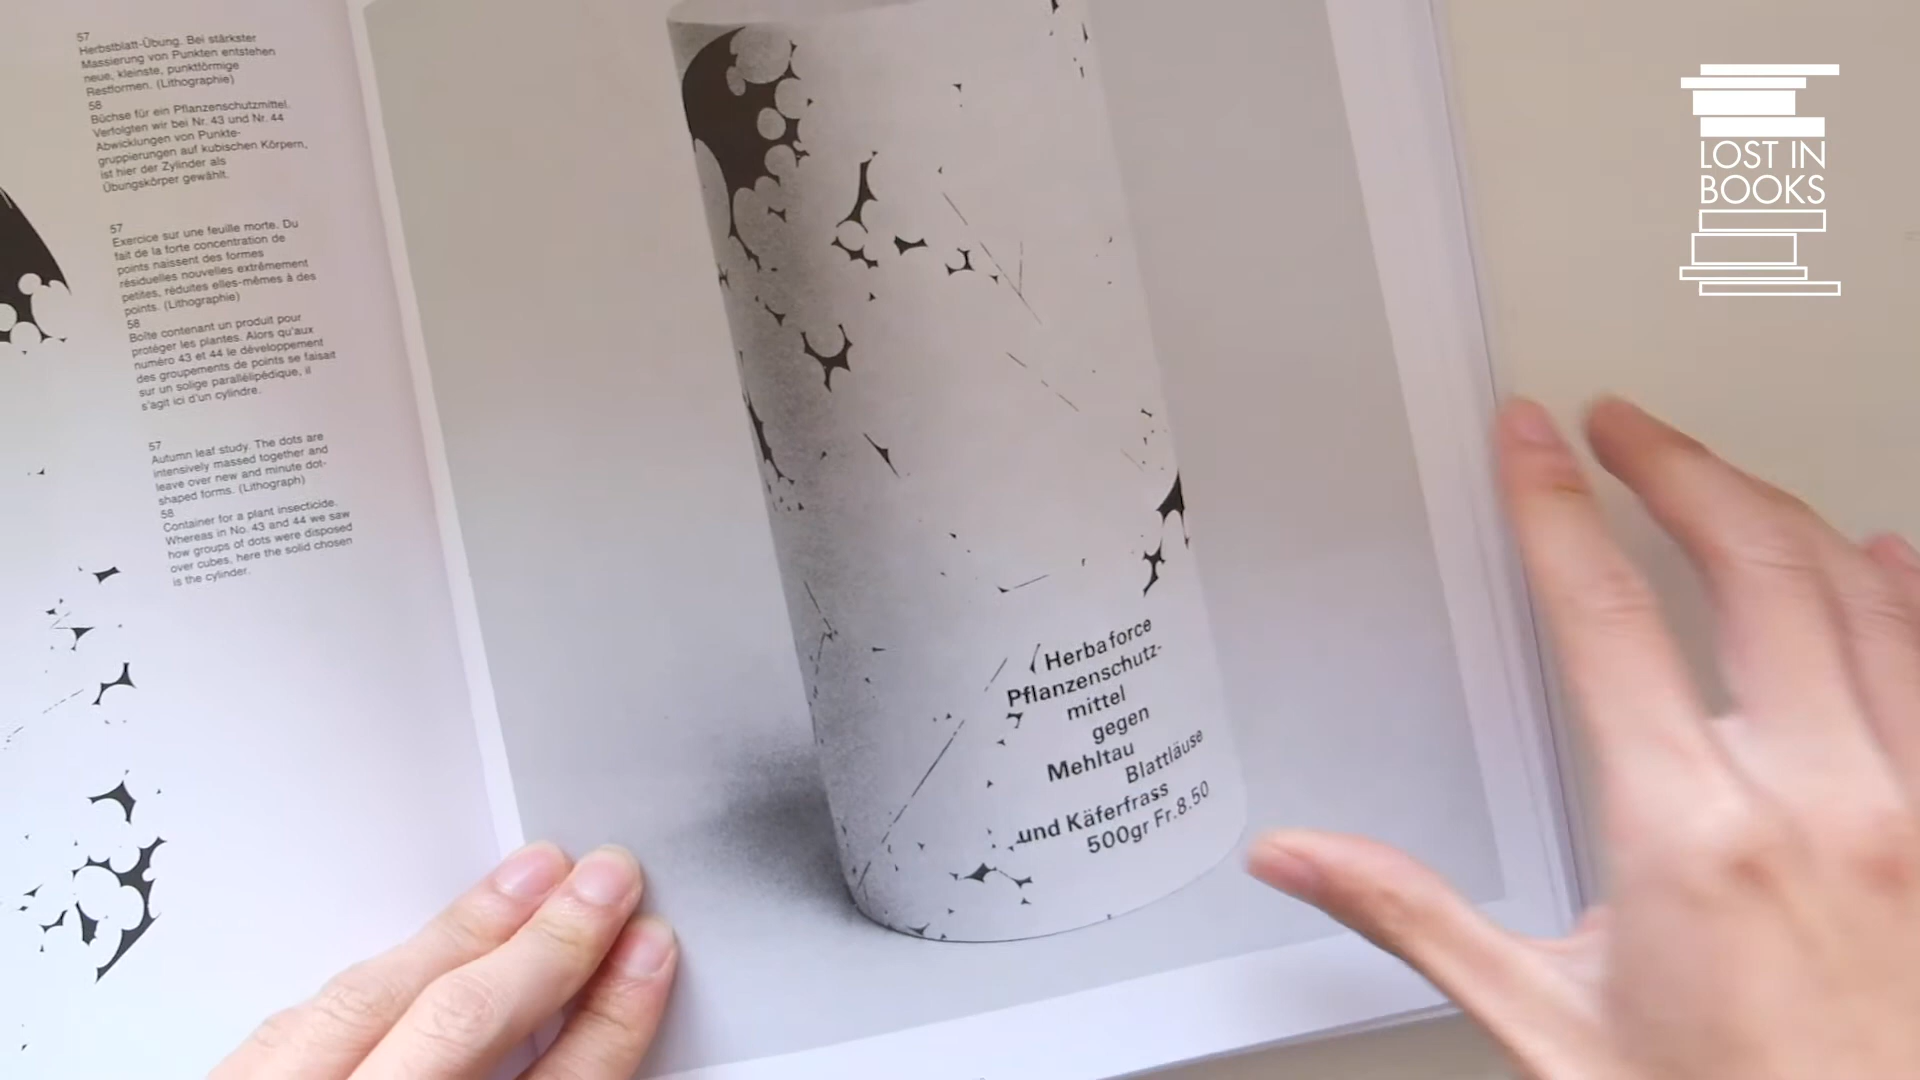 57
Herbstblatt-Übung. Bei stärkster
Massierung von Punkten entstehen
neue, kleinste, punktförmige
Restformen. (Lithographie)
58
Büchse für ein Pflanzenschutzmittel.
Verfolgten wir bei Nr. 43 und Nr. 44
Abwicklungen von Punkte-
gruppierungen auf kubischen Körpern,
ist hier der Zylinder als
Übungskörper gewählt.
57
Exercice sur une feuille morte. Du
fait de la forte concentration de
points naissent des formes
résiduelles nouvelles extrêmement
petites, réduites elles-mêmes à des
points. (Lithographie)
58
Boîte contenant un produit pour
protéger les plantes. Alors qu'aux
numéro 43 et 44 le développement
des groupements de points se faisait
sur un solige parallélipédique, il
s'agit ici d'un cylindre.
57
Autumn leaf study. The dots are
intensively massed together and
leave over new and minute dot-
shaped forms. (Lithograph)
58
Container for a plant insecticide.
Whereas in No. 43 and 44 we saw
how groups of dots were disposed
over cubes, here the solid chosen
is the cylinder.
Herba force
Pflanzenschutz-
mittel
gegen
Mehltau
Blattläuse
und Käferfrass
500gr Fr.8.50
LOST IN
BOOKS